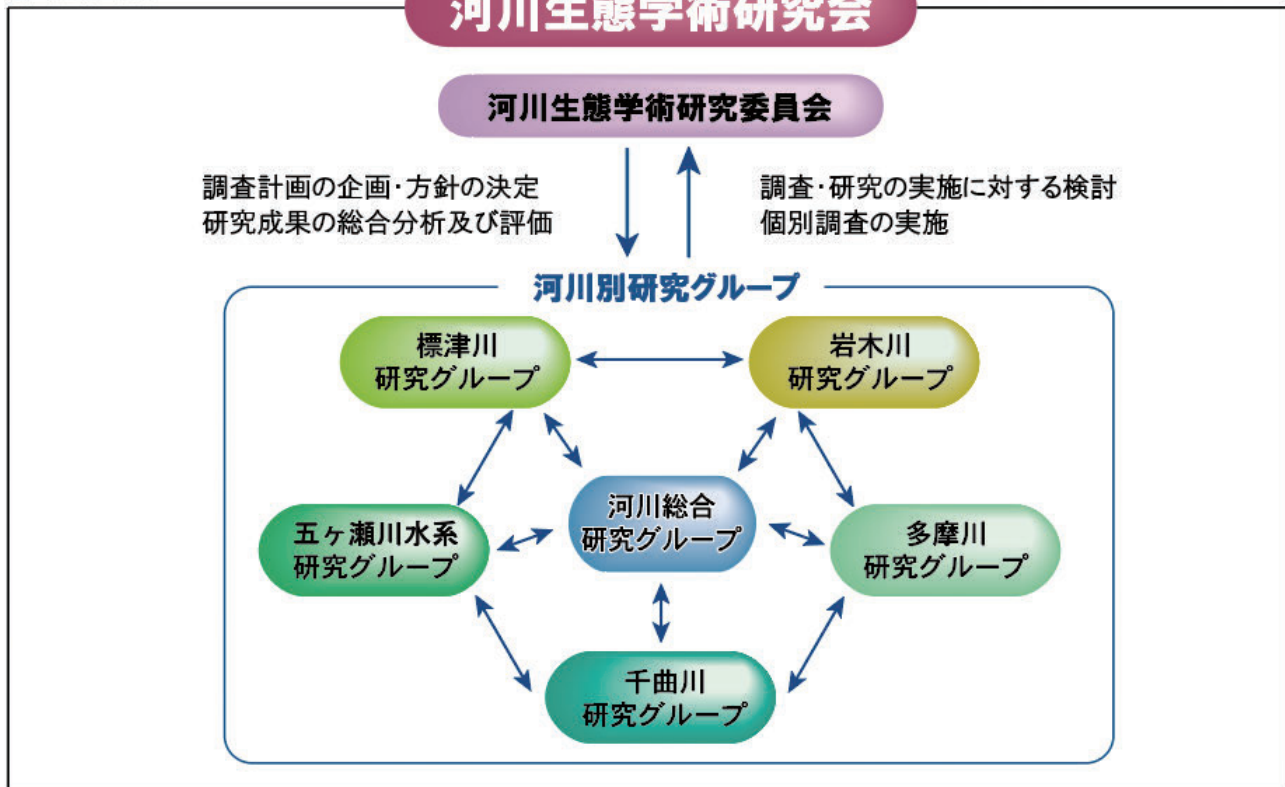 河川生態学術研究会
河川生態学術研究委員会
調査計画の企画・方針の決定
研究成果の総合分析及び評価
調査・研究の実施に対する検討
個別調査の実施
河川別研究グループ
標津川
研究グループ
岩木川
研究グループ
五ヶ瀬川水系
研究グループ
河川総合
研究グループ
多摩川
研究グループ
千曲川
研究グループ